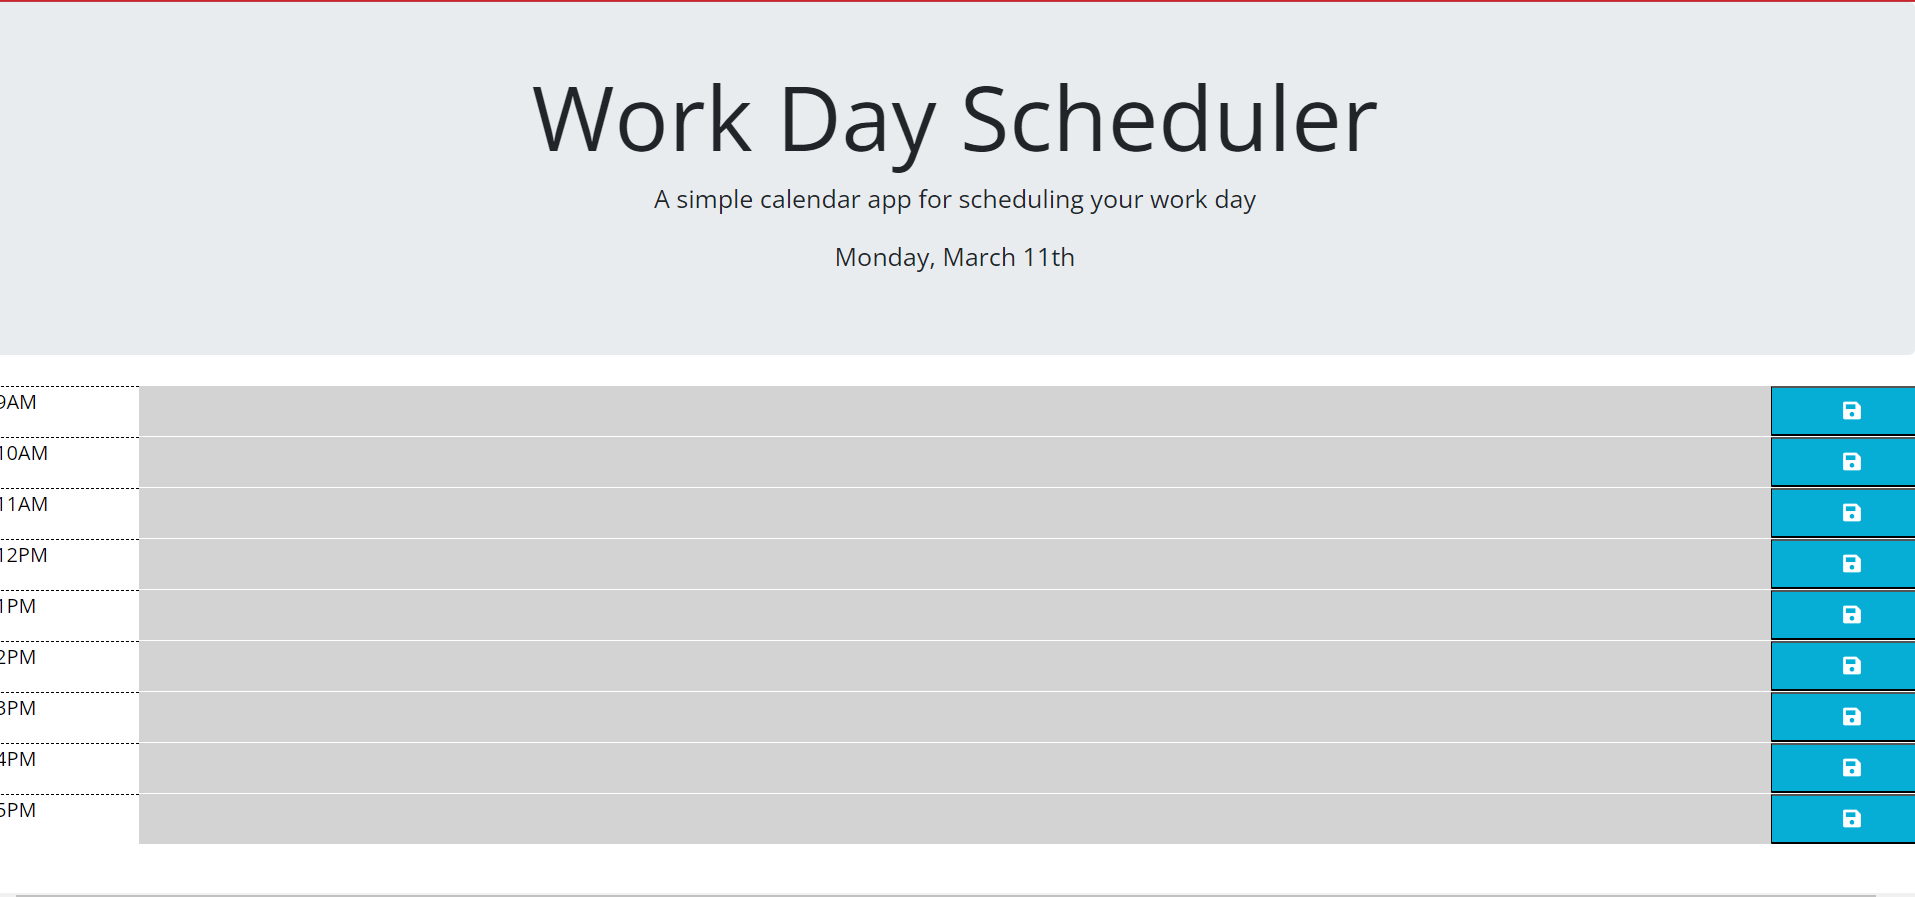 Work Day Scheduler
A simple calendar app for scheduling your work day
Monday, March 11th
9AM
10AM
11AM
12PM
1PM
2PM
3PM
4PM
5PM